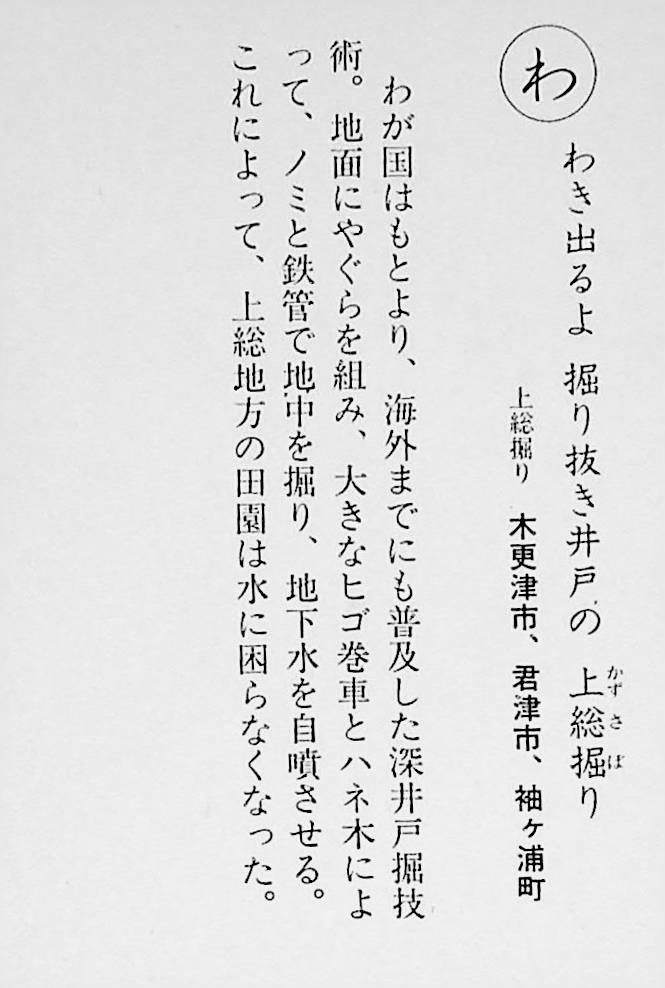 わ
わき出るよ 掘り抜き井戸の 上総掘り
かずさぼ
上総掘り 木更津市、君津市、袖ヶ浦町
わが国はもとより、海外までにも普及した深井戸掘技
術。地面にやぐらを組み、大きなヒゴ巻車とハネ木によ
って、ノミと鉄管で地中を掘り、地下水を自噴させる。
これによって、上総地方の田園は水に困らなくなった。